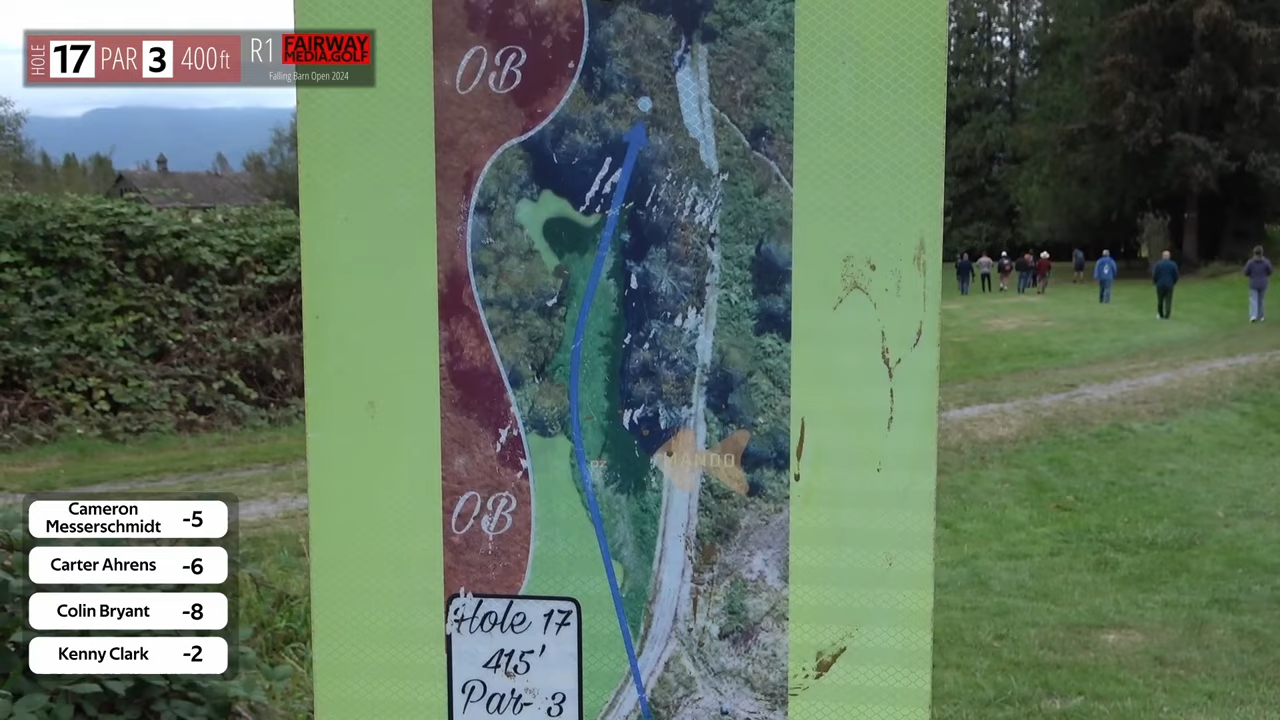 HOLE 17 PAR 3 400ft R1 FAIRWAY
MEDIA.GOLF
Falling Barn Open 2024
OB
MANDO
OB
Hole 17
415'
Par 3
Cameron
Messerschmidt -5
Carter Ahrens -6
Colin Bryant -8
Kenny Clark -2